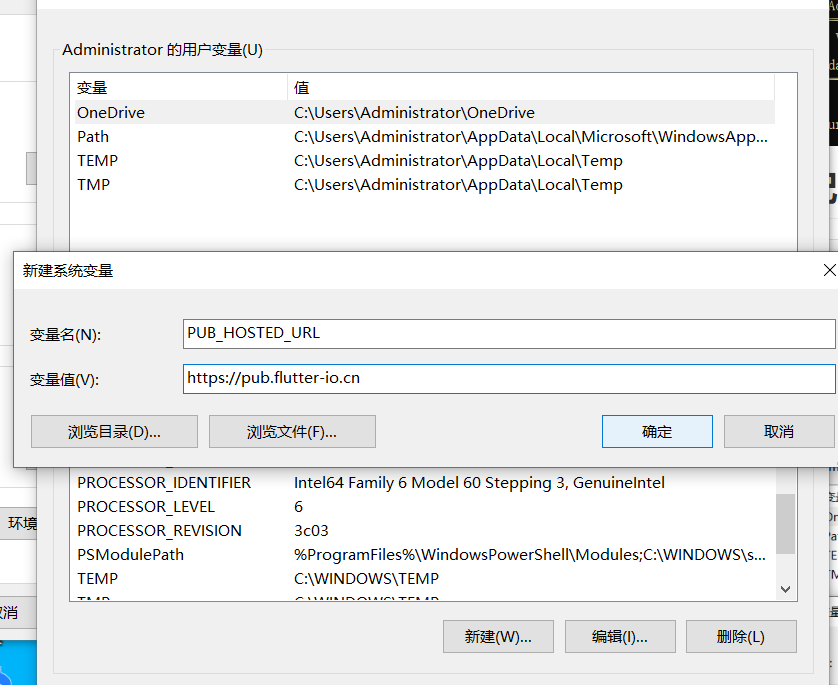 Administrator 的用户变量(U)
变量 值
OneDrive C:\Users\Administrator\OneDrive
Path C:\Users\Administrator\AppData\Local\Microsoft\WindowsApp...
TEMP C:\Users\Administrator\AppData\Local\Temp
TMP C:\Users\Administrator\AppData\Local\Temp
新建系统变量
变量名(N): PUB_HOSTED_URL
变量值(V): https://pub.flutter-io.cn
浏览目录(D)... 浏览文件(F)... 确定 取消
PROCESSOR_IDENTIFIER Intel64 Family 6 Model 60 Stepping 3, GenuineIntel
PROCESSOR_LEVEL 6
环境
PROCESSOR_REVISION 3c03
PSModulePath %ProgramFiles%\WindowsPowerShell\Modules;C:\WINDOWS\s...
TEMP C:\WINDOWS\TEMP
TMP C:\WINDOWS\TEMP
新建(W)... 编辑(I)... 删除(L)